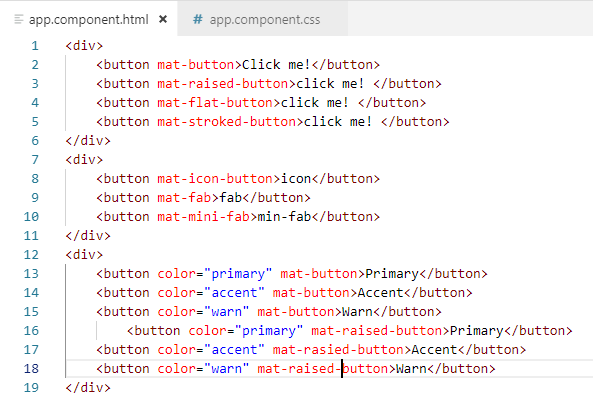 app.component.html × # app.component.css
1 <div>
2 <button mat-button>Click me!</button>
3 <button mat-raised-button>click me! </button>
4 <button mat-flat-button>click me! </button>
5 <button mat-stroked-button>click me! </button>
6 </div>
7 <div>
8 <button mat-icon-button>icon</button>
9 <button mat-fab>fab</button>
10 <button mat-mini-fab>min-fab</button>
11 </div>
12 <div>
13 <button color="primary" mat-button>Primary</button>
14 <button color="accent" mat-button>Accent</button>
15 <button color="warn" mat-button>Warn</button>
16 <button color="primary" mat-raised-button>Primary</button>
17 <button color="accent" mat-rasied-button>Accent</button>
18 <button color="warn" mat-raised-button>Warn</button>
19 </div>